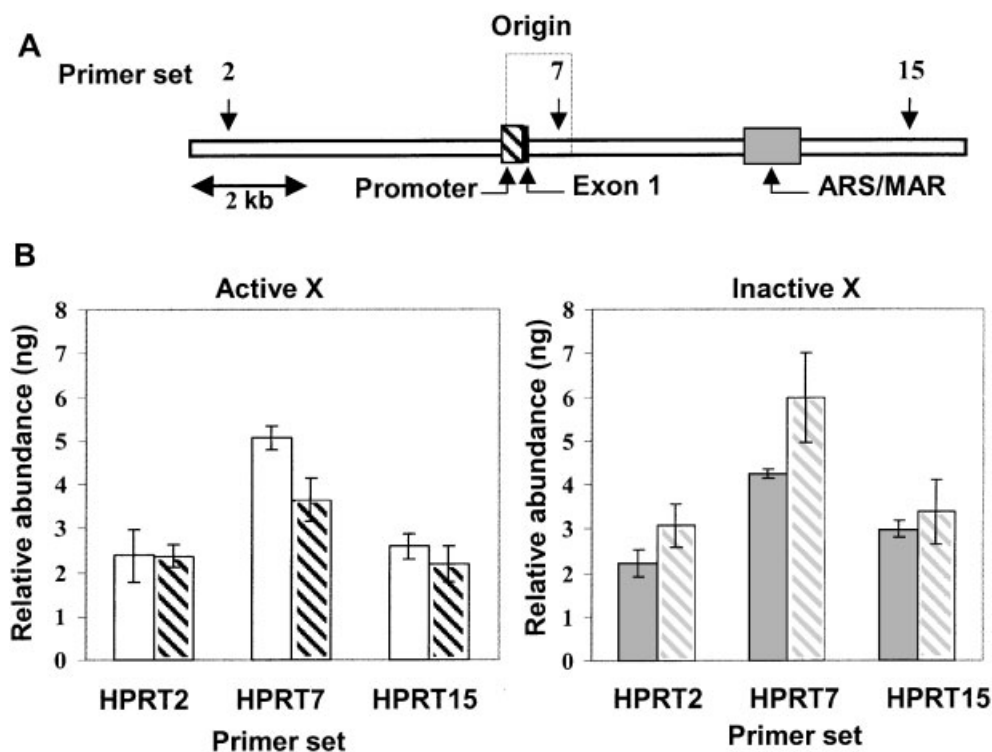 A
Origin
Primer set 2 7 15
2 kb
Promoter
Exon 1
ARS/MAR
B
Active X
Relative abundance (ng)
8
7
6
5
4
3
2
1
0
HPRT2 HPRT7 HPRT15
Primer set
Inactive X
Relative abundance (ng)
8
7
6
5
4
3
2
1
0
HPRT2 HPRT7 HPRT15
Primer set